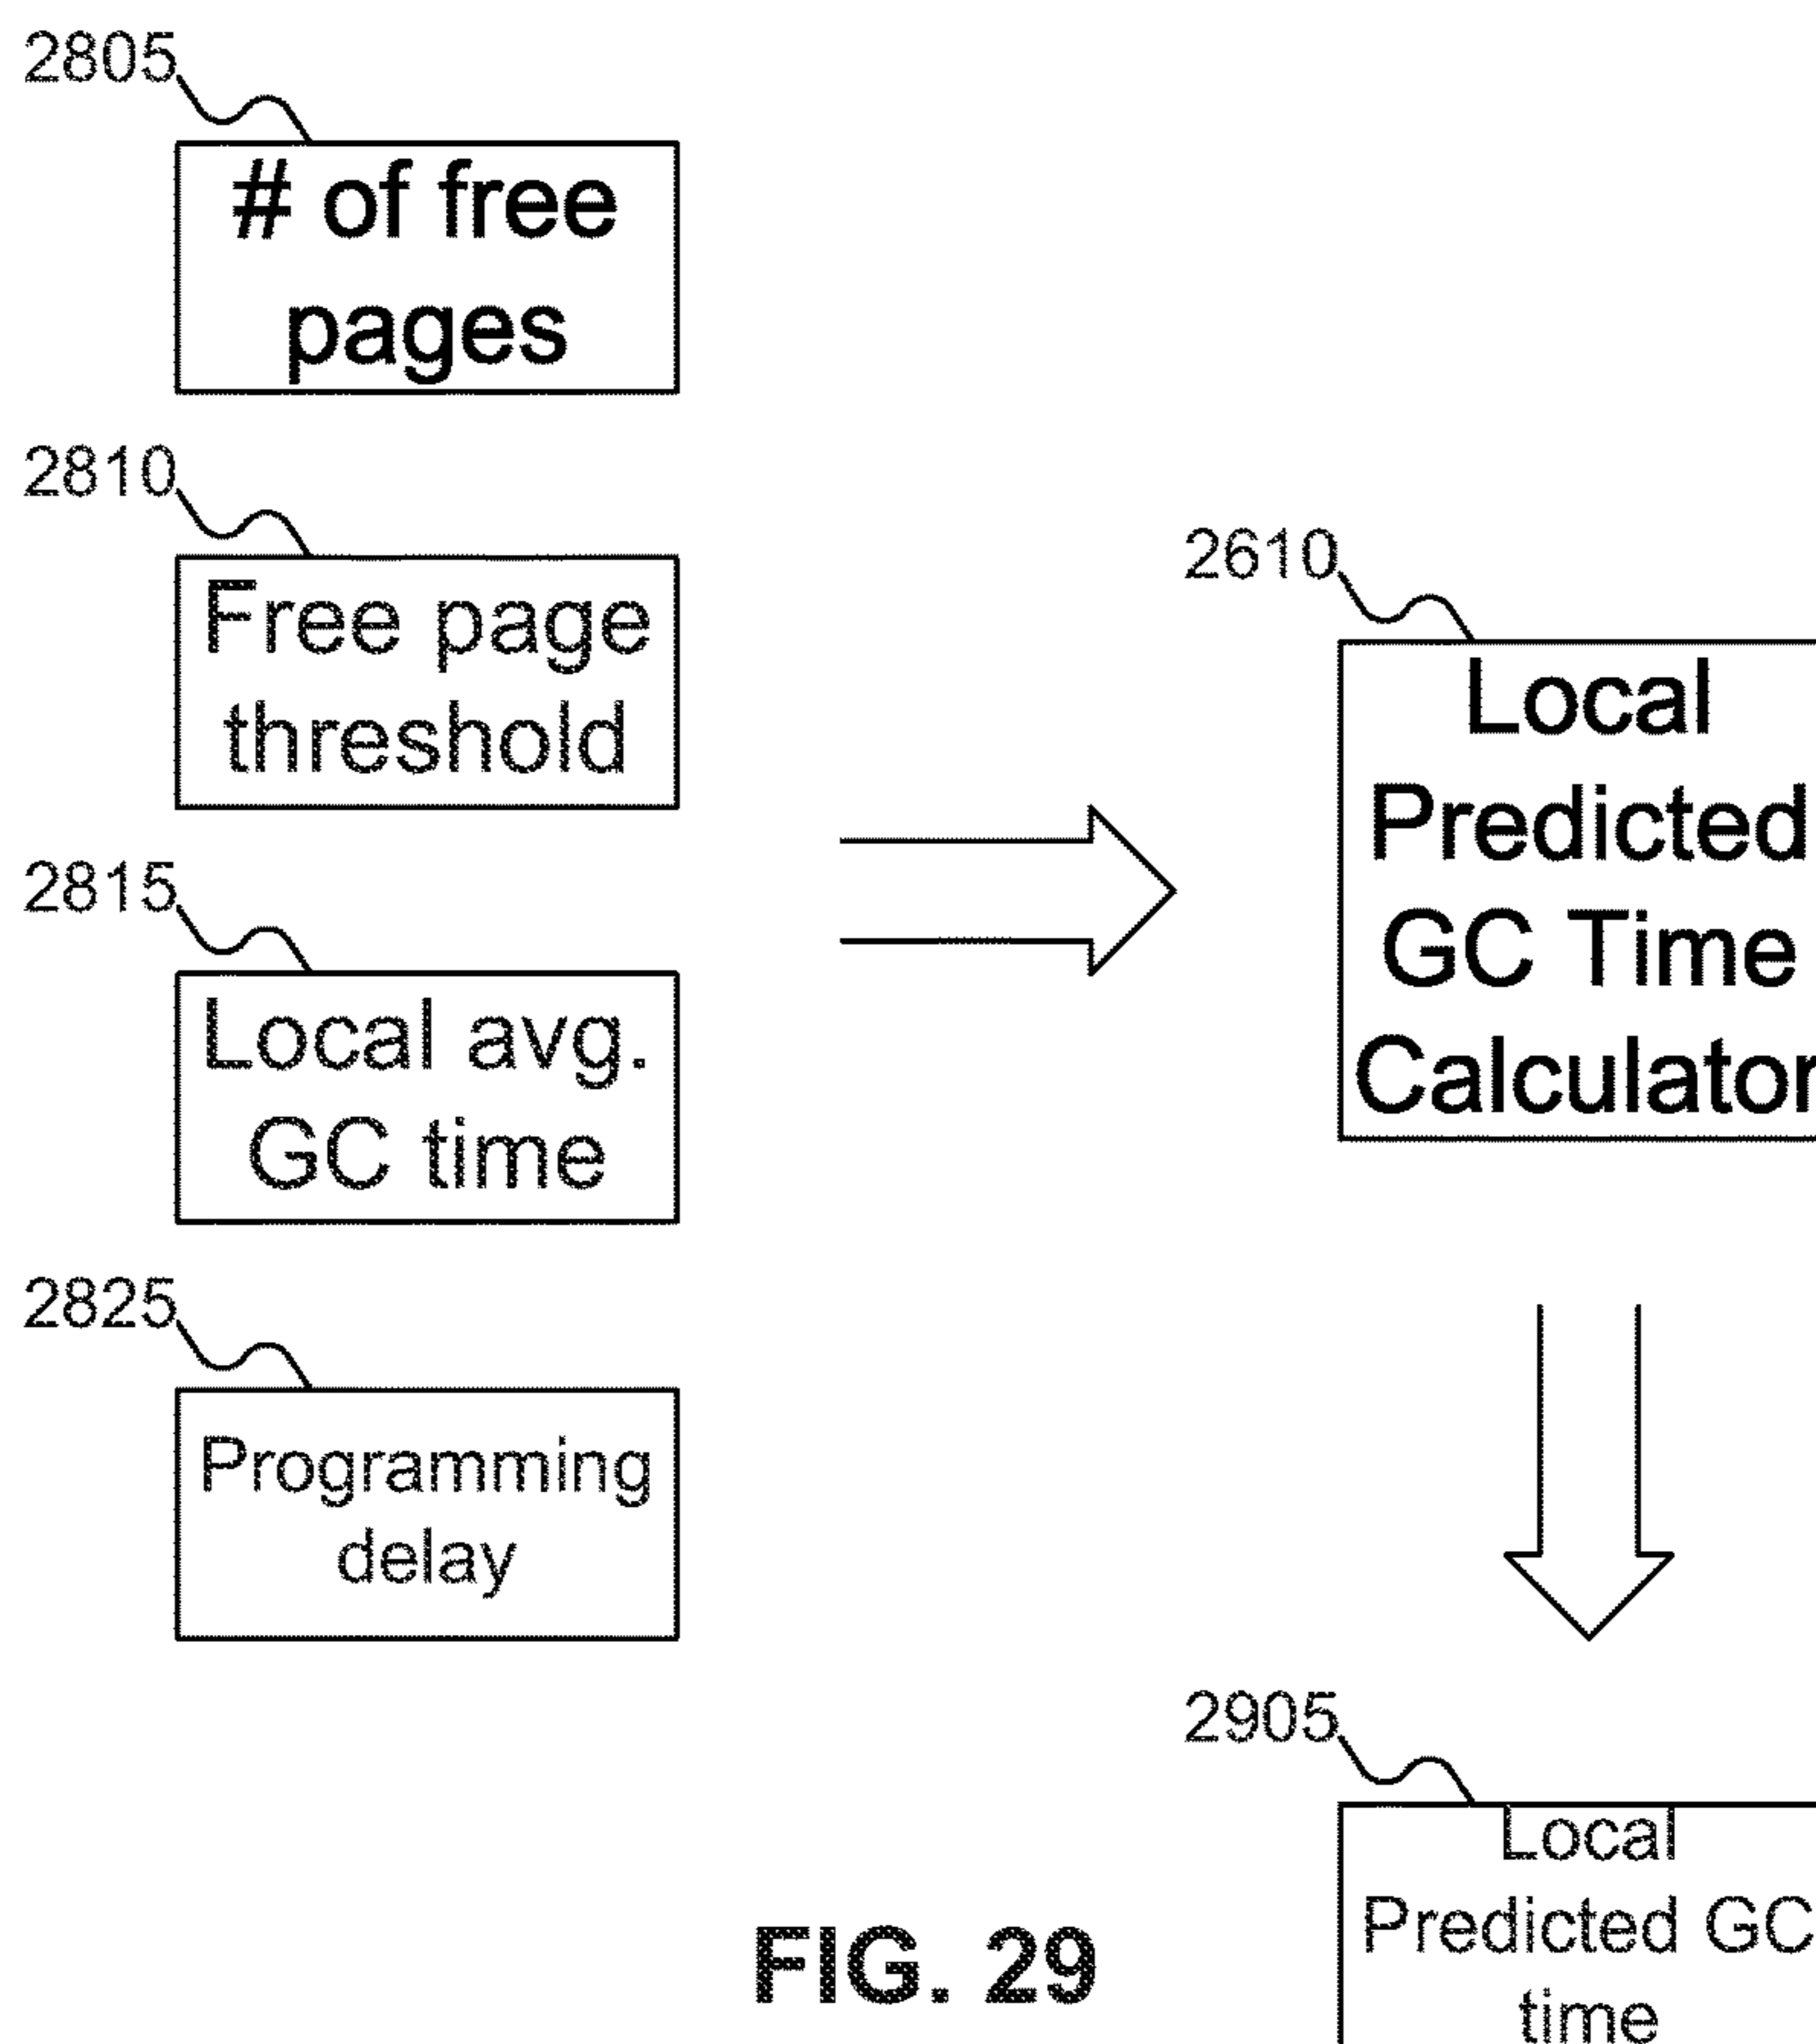 2805
# of free
pages
2810
Free page
threshold
2815
Local avg.
GC time
2825
Programming
delay
2610
Local
Predicted
GC Time
Calculator
2905
Local
Predicted GC
time
FIG. 29